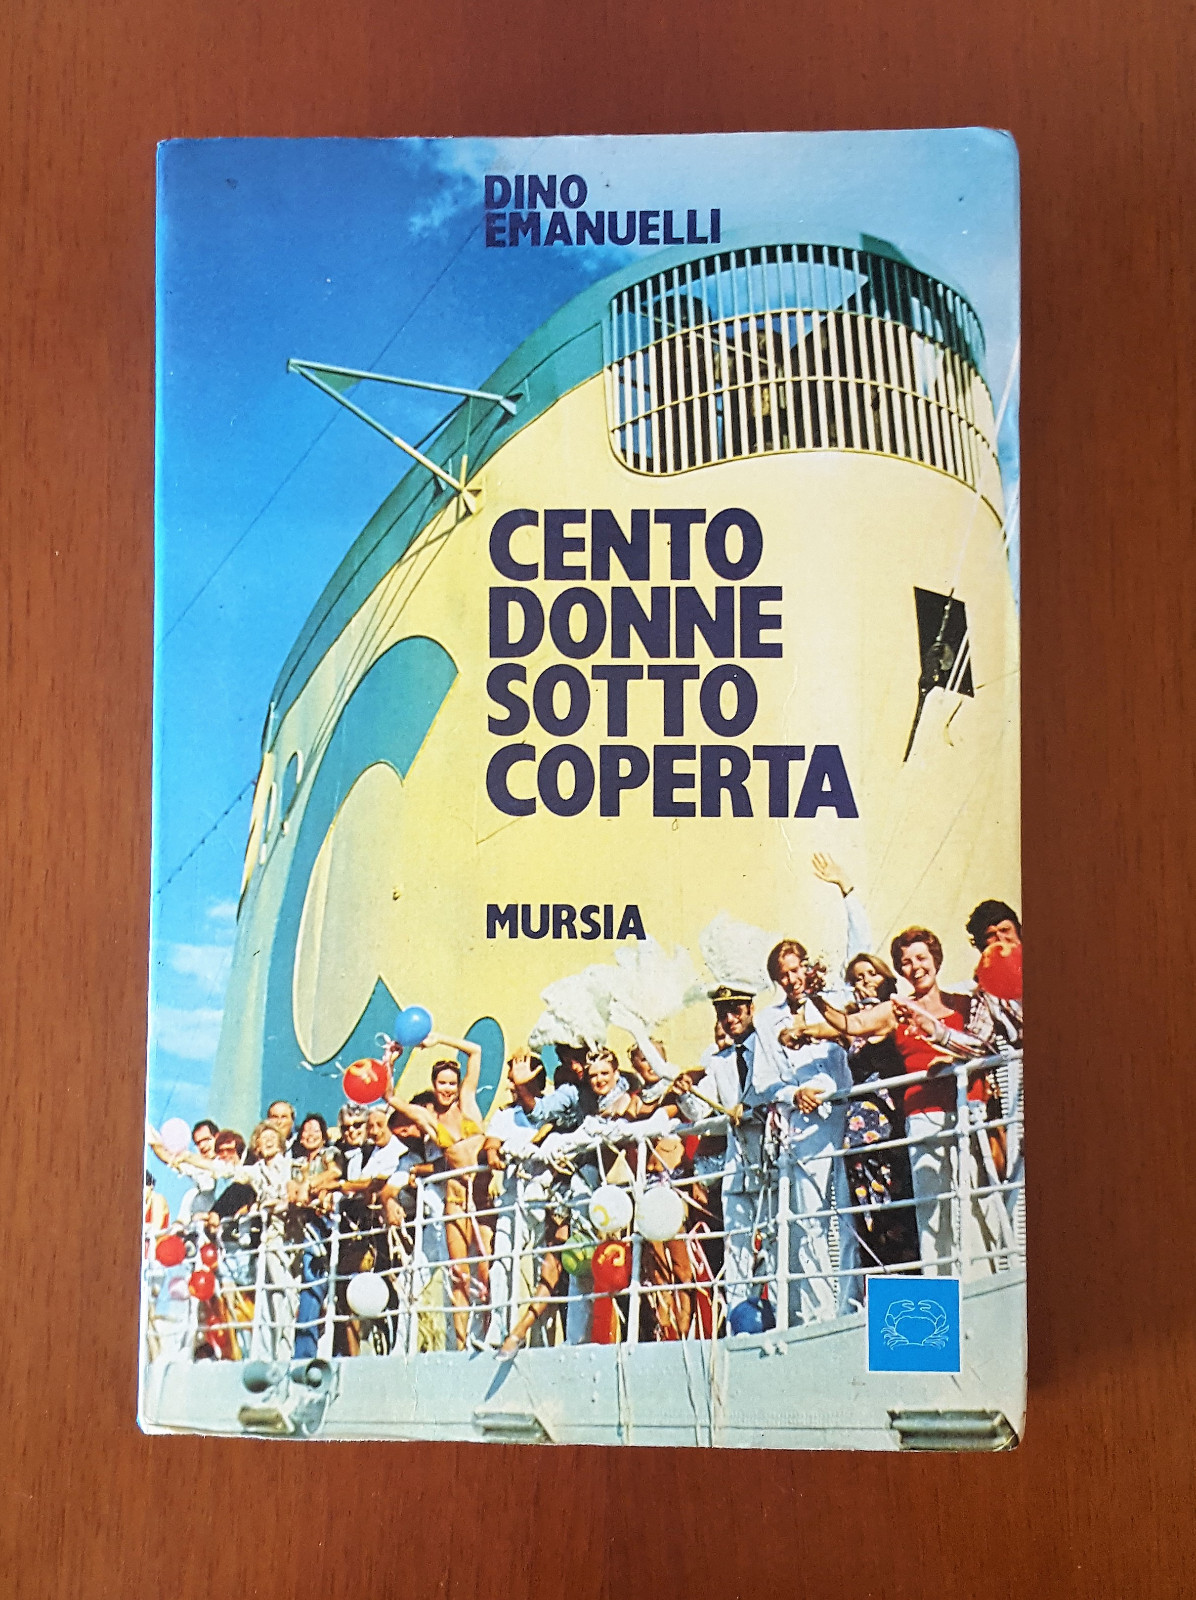 DINO
EMANUELLI
CENTO
DONNE
SOTTO
COPERTA
MURSIA